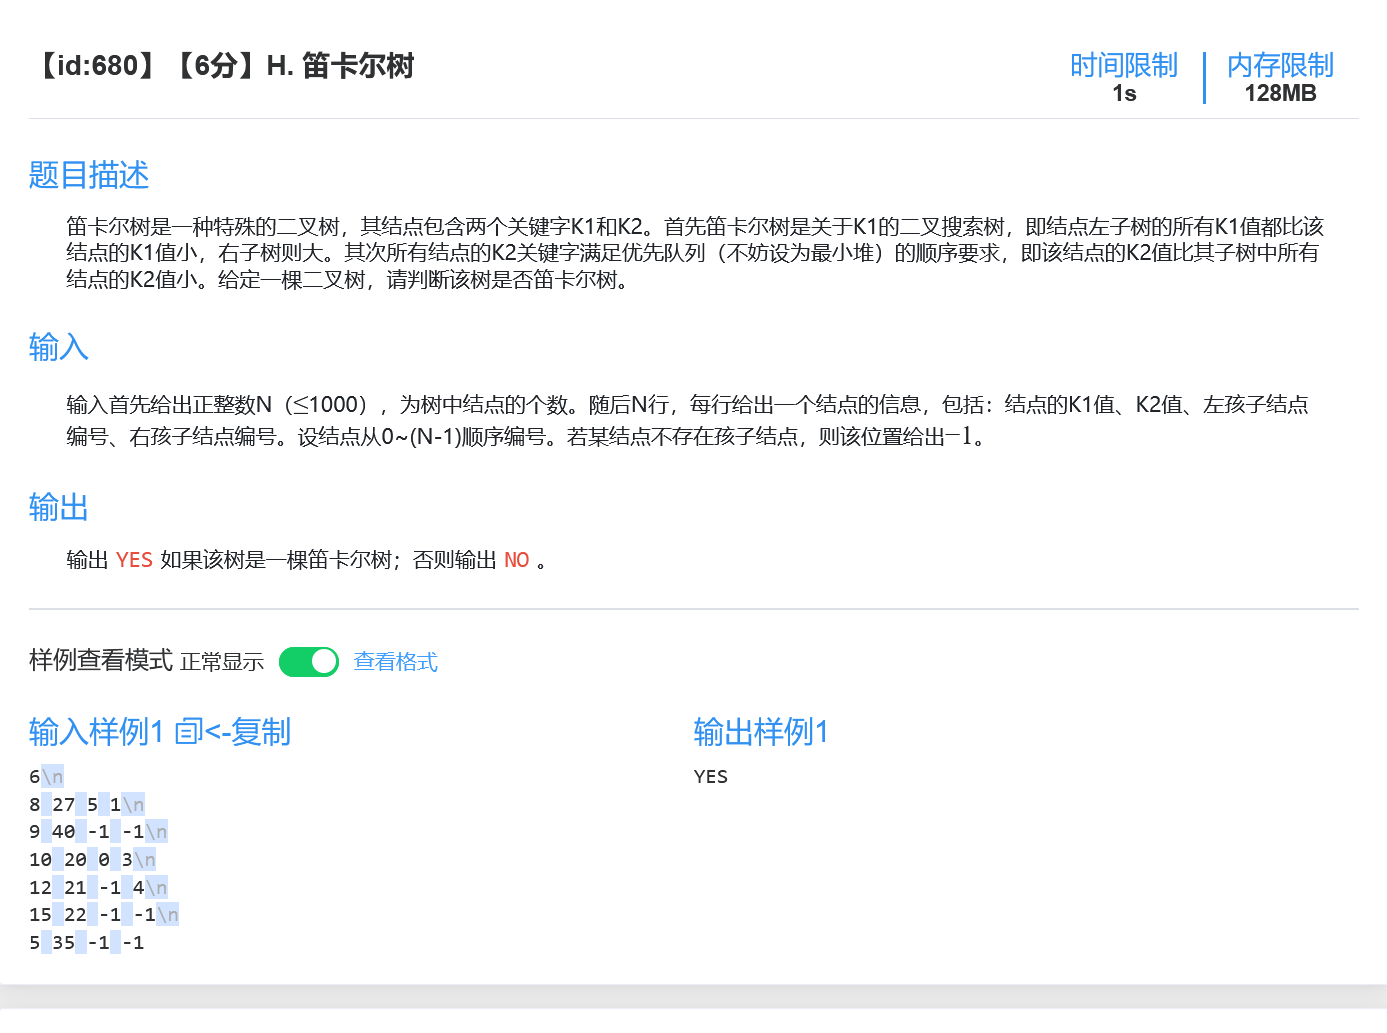 【id:680】【6分】H. 笛卡尔树
时间限制
1s
内存限制
128MB
题目描述
笛卡尔树是一种特殊的二叉树，其结点包含两个关键字K1和K2。首先笛卡尔树是关于K1的二叉搜索树，即结点左子树的所有K1值都比该
结点的K1值小，右子树则大。其次所有结点的K2关键字满足优先队列（不妨设为最小堆）的顺序要求，即该结点的K2值比其子树中所有
结点的K2值小。给定一棵二叉树，请判断该树是否笛卡尔树。
输入
输入首先给出正整数N（≤1000），为树中结点的个数。随后N行，每行给出一个结点的信息，包括：结点的K1值、K2值、左孩子结点
编号、右孩子结点编号。设结点从0~(N-1)顺序编号。若某结点不存在孩子结点，则该位置给出−1。
输出
输出 YES 如果该树是一棵笛卡尔树；否则输出 NO 。
样例查看模式 正常显示 查看格式
输入样例1 <-复制
6\n
8 27 5 1\n
9 40 -1 -1\n
10 20 0 3\n
12 21 -1 4\n
15 22 -1 -1\n
5 35 -1 -1
输出样例1
YES